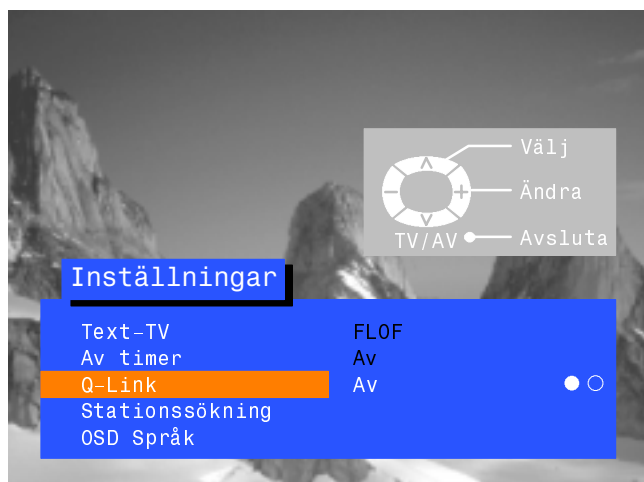 Välj
Ändra
TV/AV Avsluta
Inställningar
Text-TV FLOF
Av timer Av
Q-Link Av
Stationssökning
OSD Språk